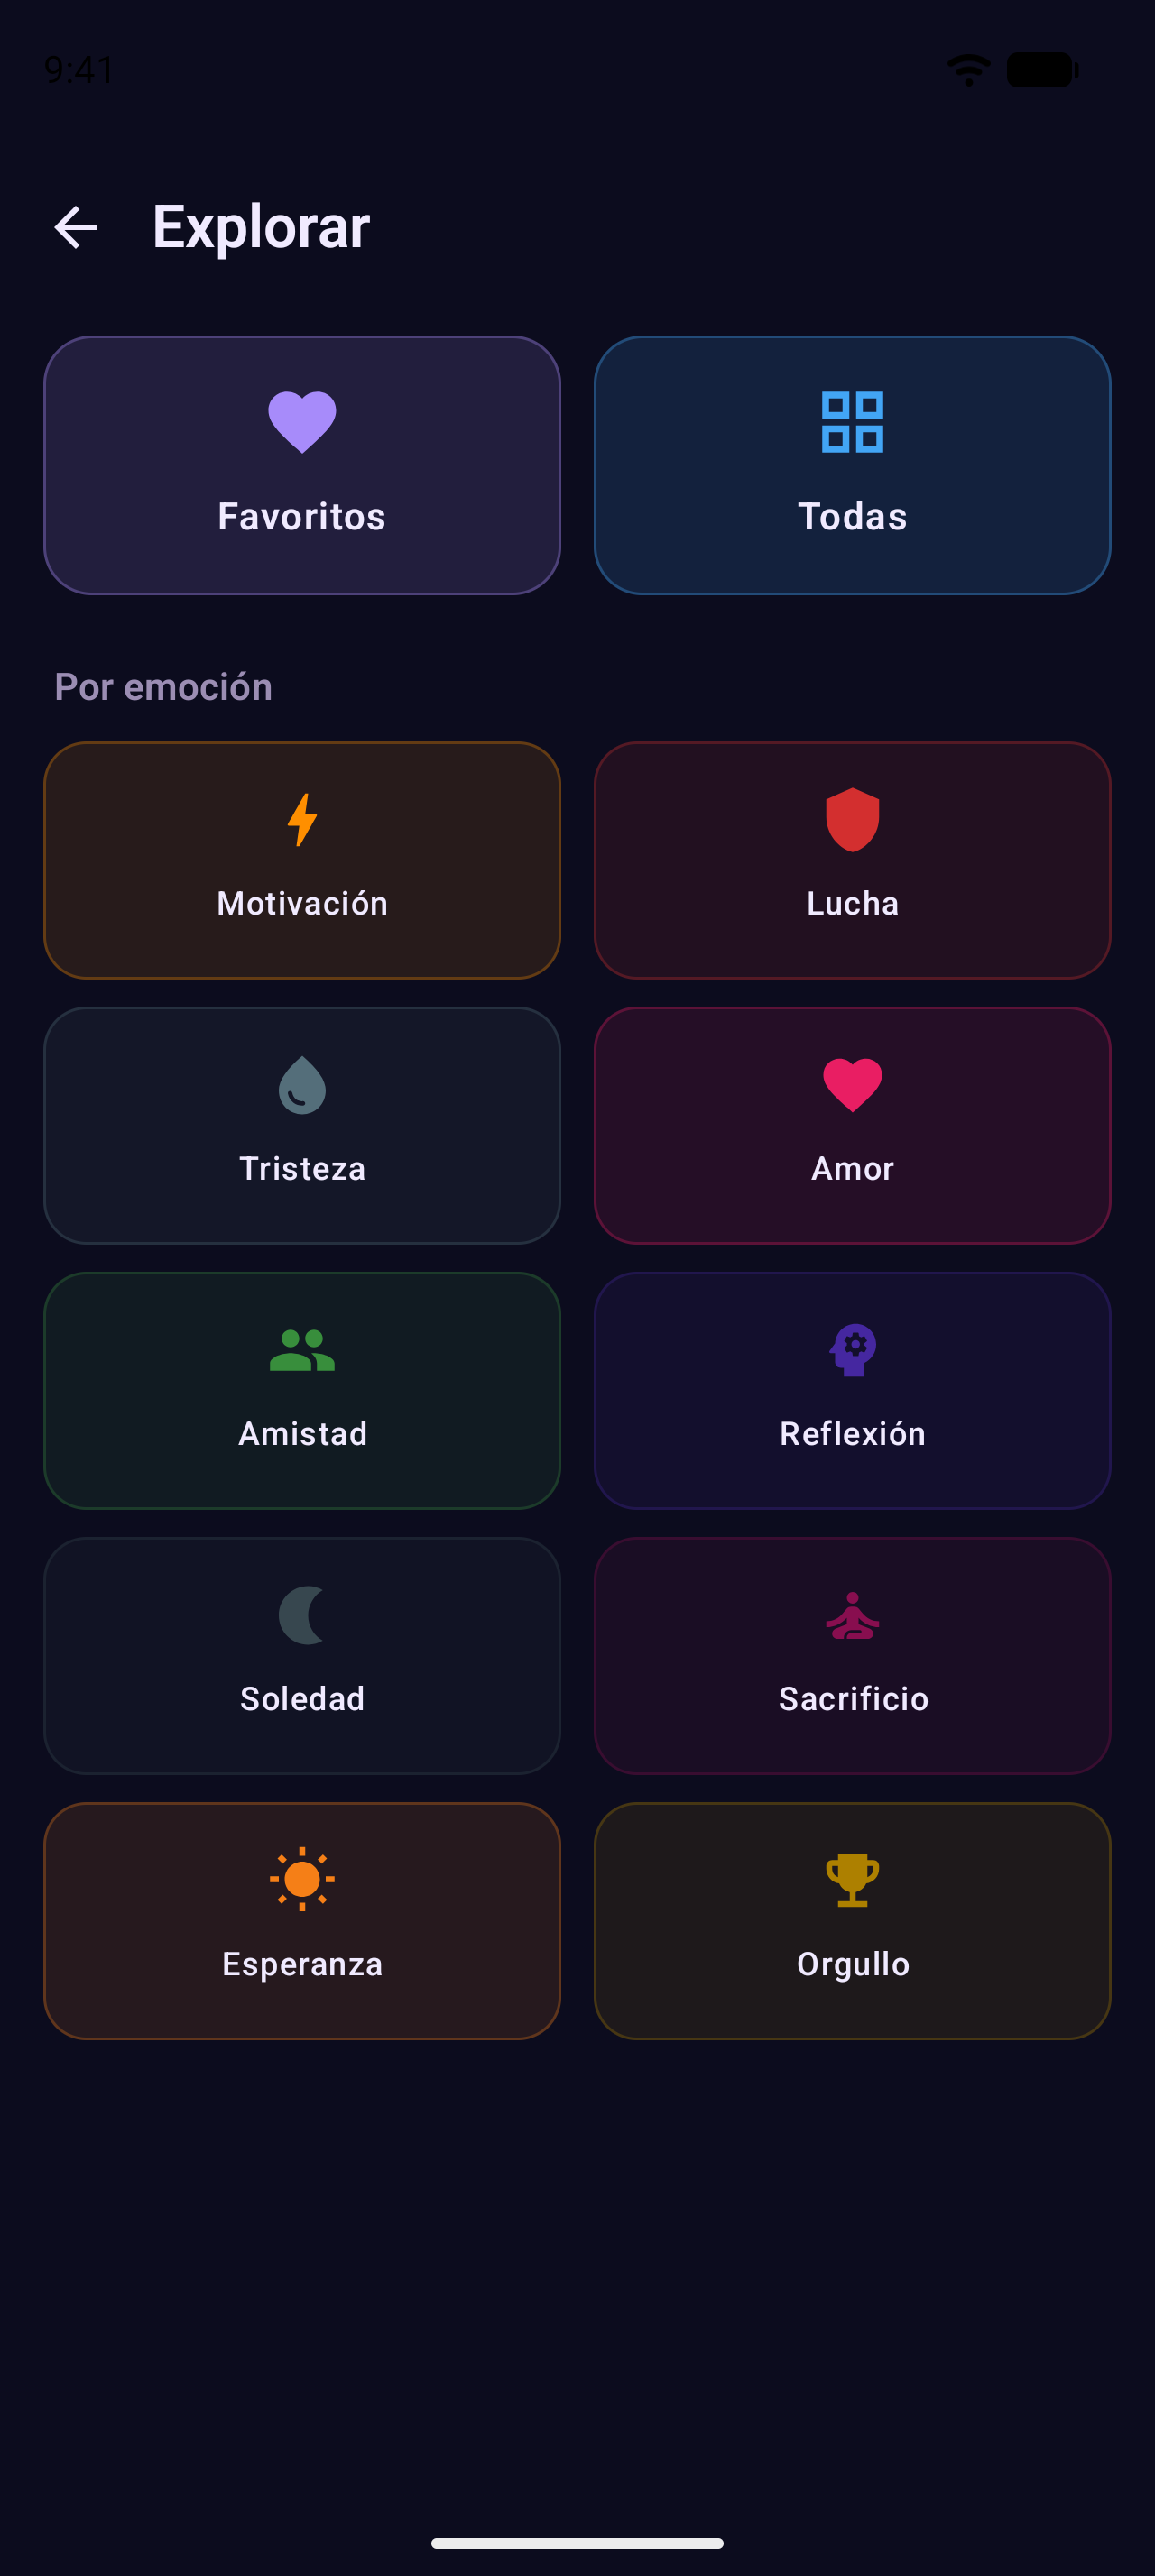 9:41
Explorar
Favoritos
Todas
Por emoción
Motivación
Lucha
Tristeza
Amor
Amistad
Reflexión
Soledad
Sacrificio
Esperanza
Orgullo